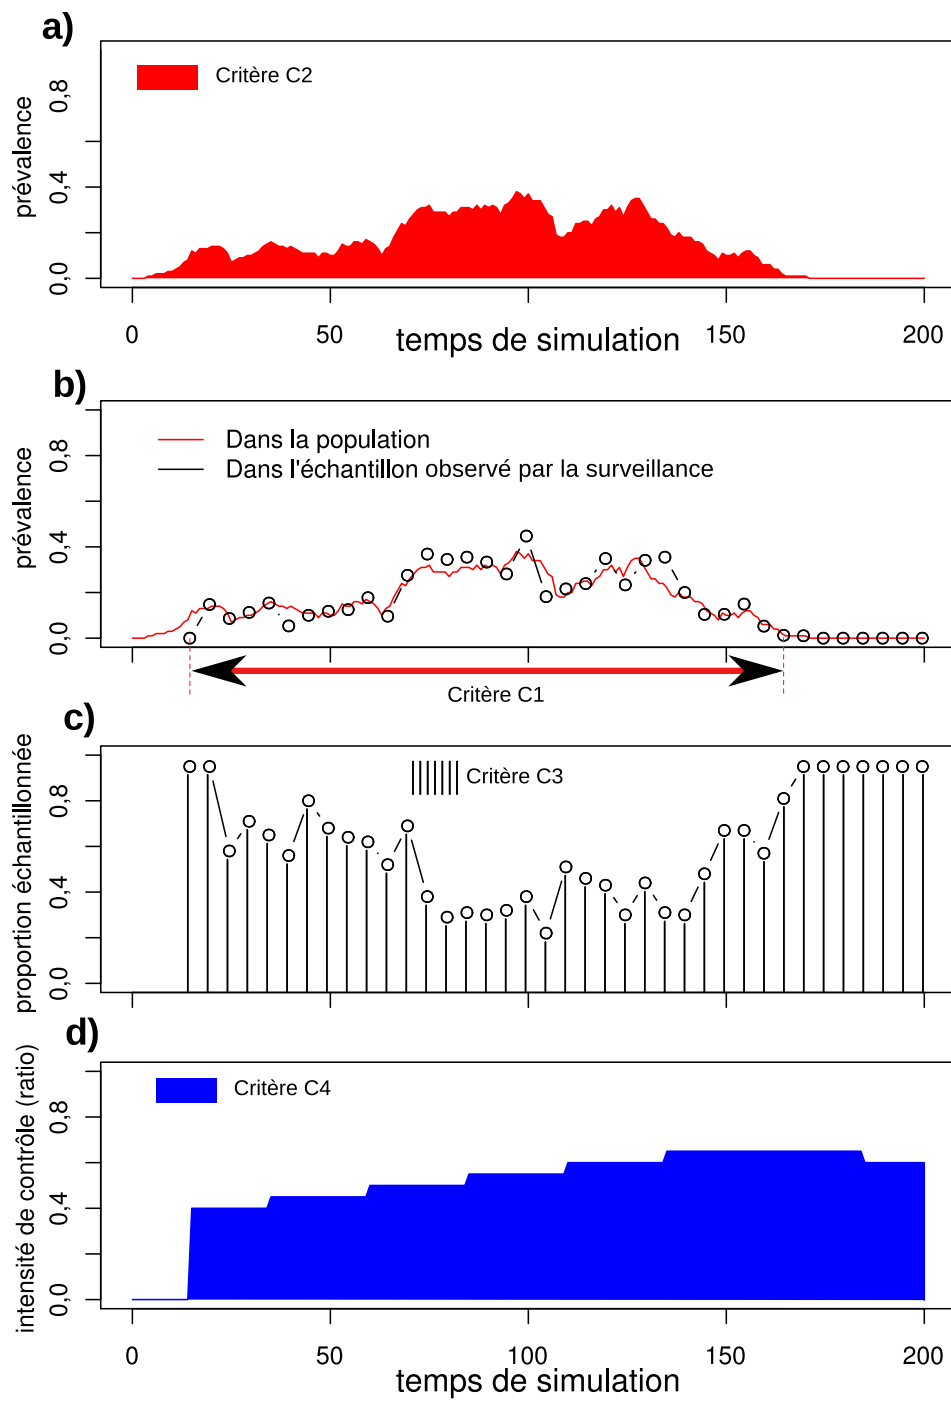 a)
Critère C2
prévalence
0,0 0,4 0,8
0 50 100 150 200
temps de simulation
b)
Dans la population
Dans l'échantillon observé par la surveillance
prévalence
0,0 0,4 0,8
Critère C1
c)
Critère C3
proportion échantillonnée
0,0 0,4 0,8
d)
Critère C4
intensité de contrôle (ratio)
0,0 0,4 0,8
0 50 100 150 200
temps de simulation